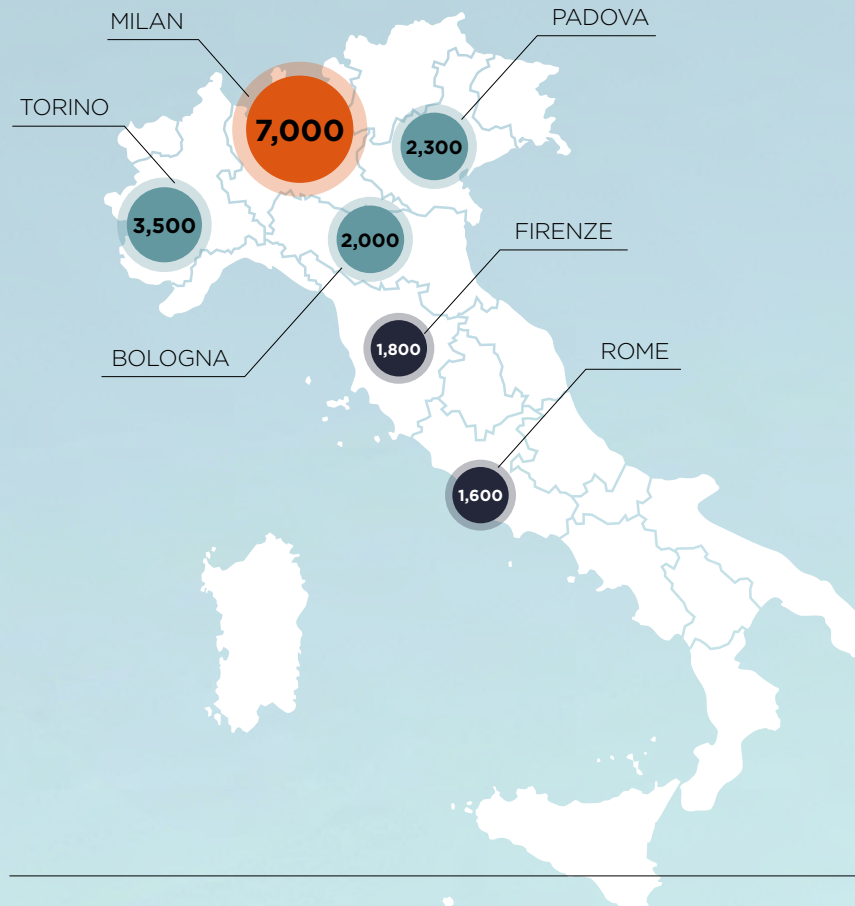 PADOVA
MILAN
TORINO
7,000
2,300
3,500
2,000
FIRENZE
1,800
BOLOGNA
ROME
1,600